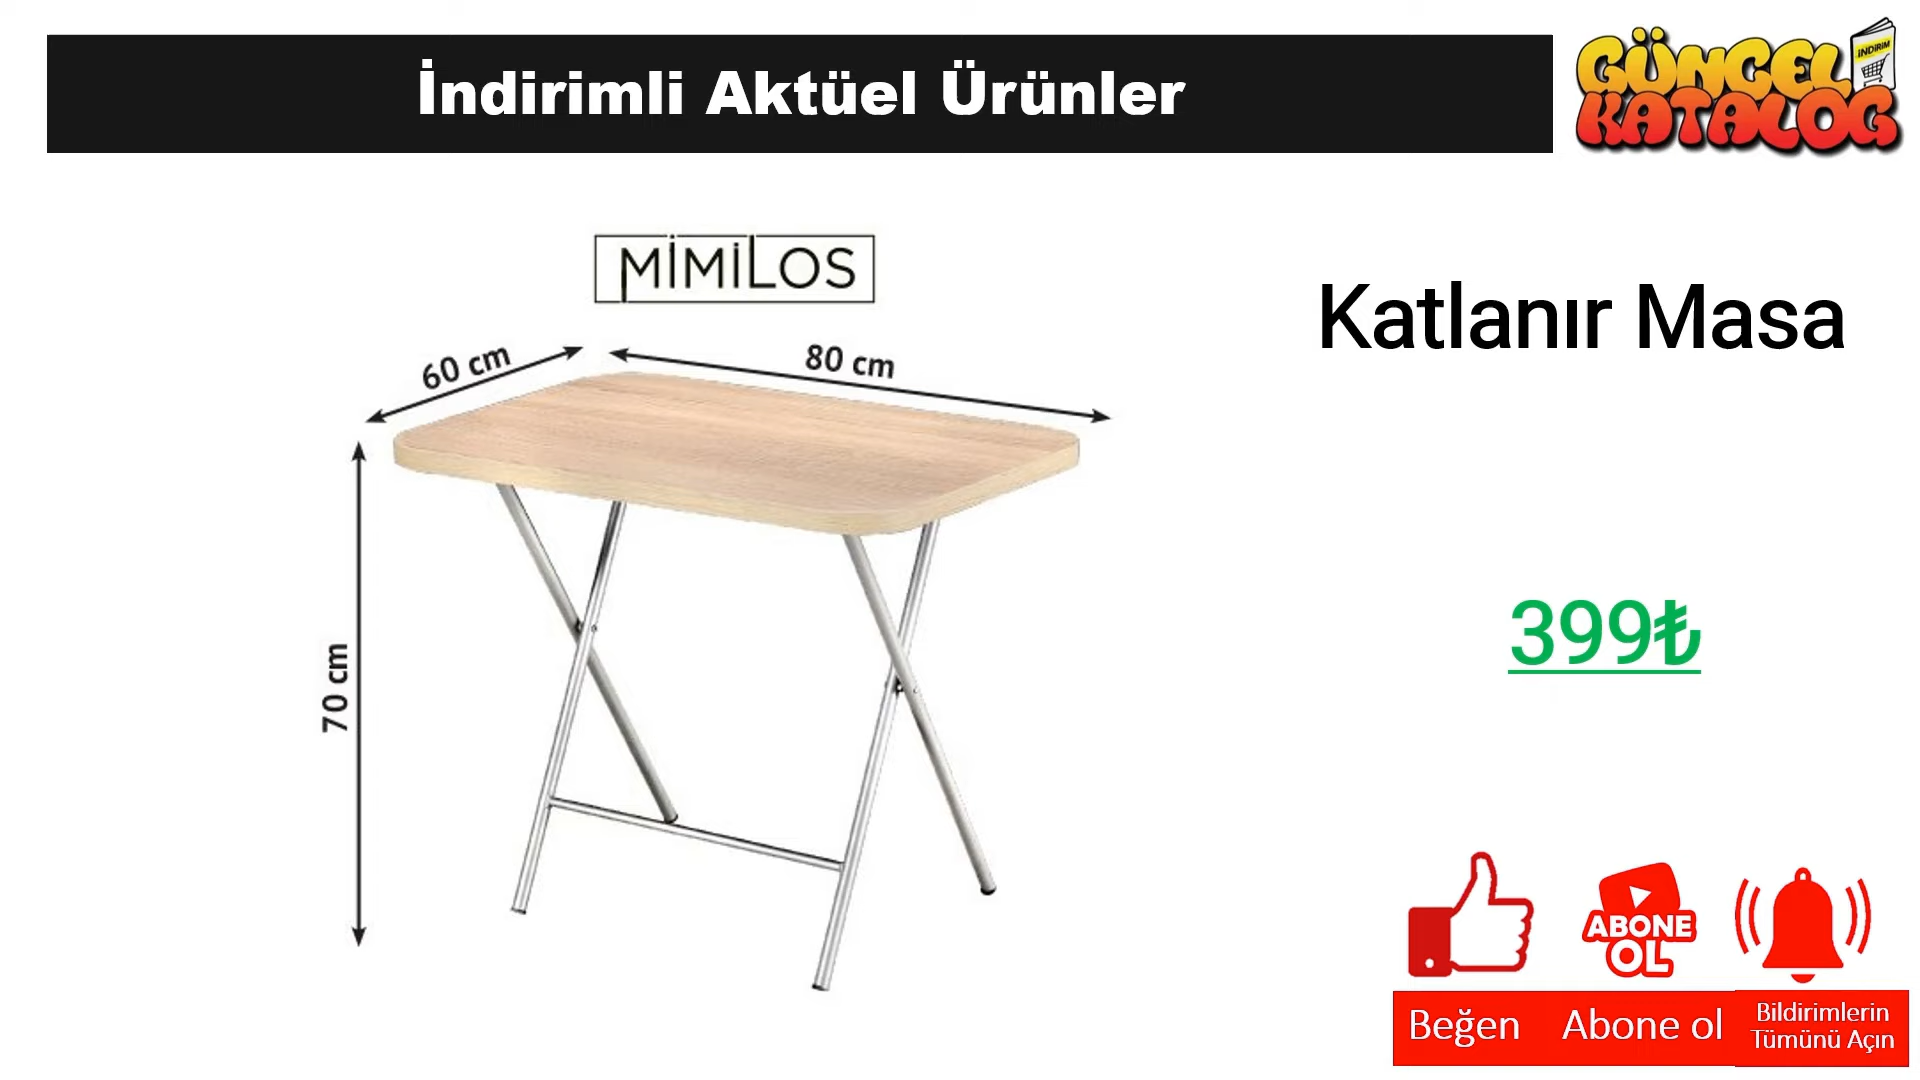 İndirimli Aktüel Ürünler
GÜNCEL
KATALOG
İNDİRİM
MİMİLOS
Katlanır Masa
60 cm
80 cm
70 cm
399₺
ABONE
OL
Beğen
Abone ol
Bildirimlerin
Tümünü Açın